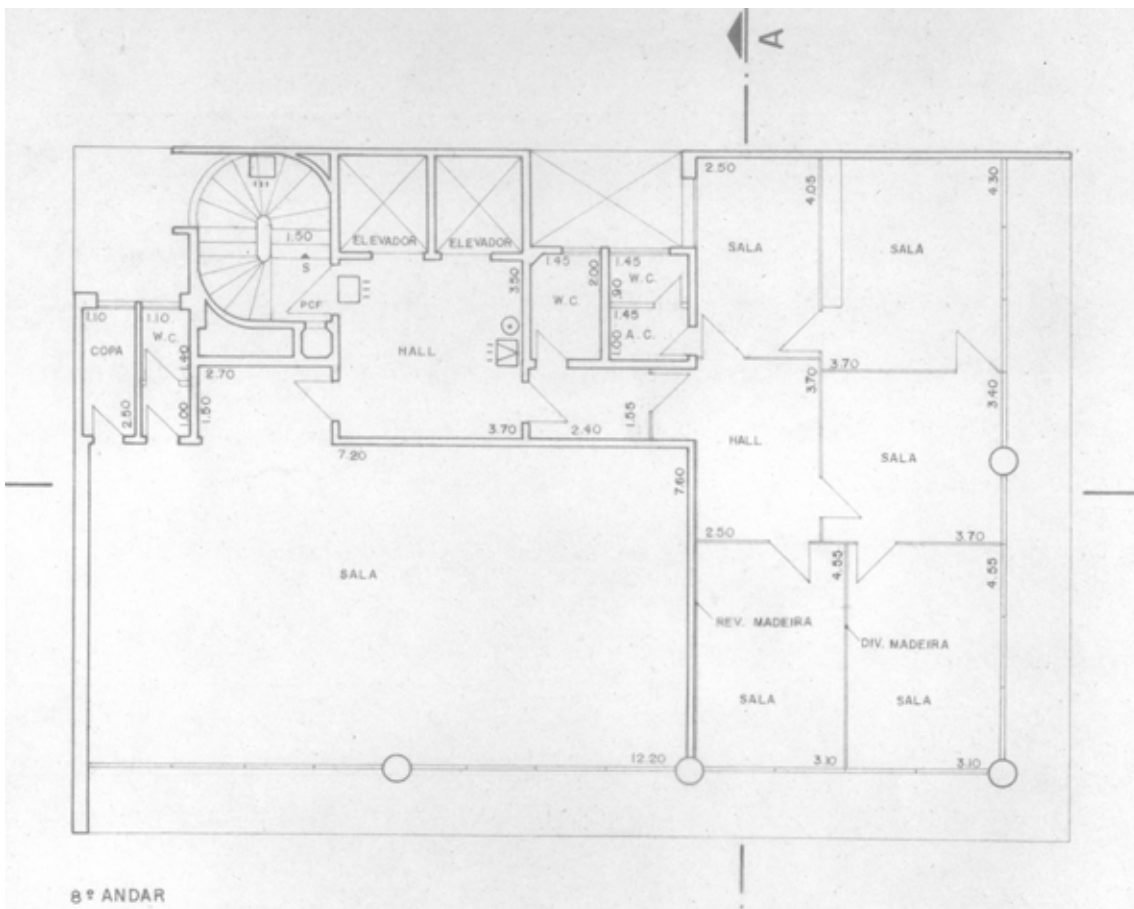 A
2.50
4.05
4.30
1.50
S
ELEVADOR
ELEVADOR
SALA
SALA
1.45
2.00
1.45
W.C.
.90
3.50
W.C.
PCF
1.10
1.10
W.C.
1.45
A.C.
1.00
COPA
1.40
HALL
2.70
3.70
3.70
3.40
2.50
1.00
1.50
3.70
2.40
1.55
HALL
7.20
SALA
7.60
2.50
3.70
SALA
4.55
4.55
REV. MADEIRA
DIV. MADEIRA
SALA
SALA
12.20
3.10
3.10
8º ANDAR